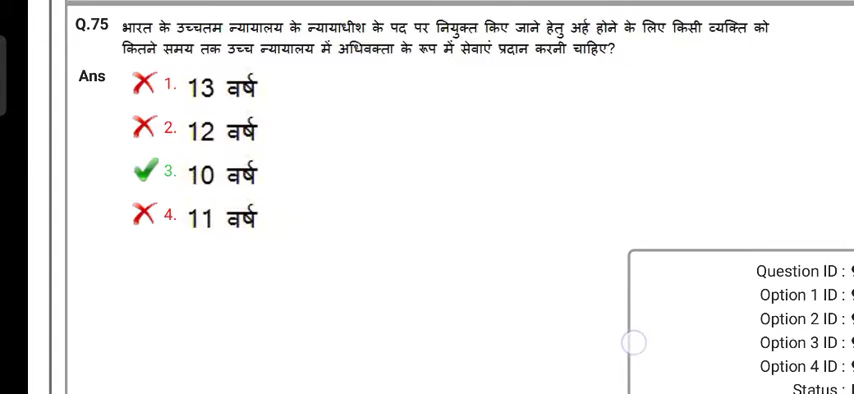 Q.75 भारत के उच्चतम न्यायालय के न्यायाधीश के पद पर नियुक्त किए जाने हेतु अर्ह होने के लिए किसी व्यक्ति को
कितने समय तक उच्च न्यायालय में अधिवक्ता के रूप में सेवाएं प्रदान करनी चाहिए?
Ans
1. 13 वर्ष
2. 12 वर्ष
3. 10 वर्ष
4. 11 वर्ष
Question ID :
Option 1 ID :
Option 2 ID :
Option 3 ID :
Option 4 ID :
Status :